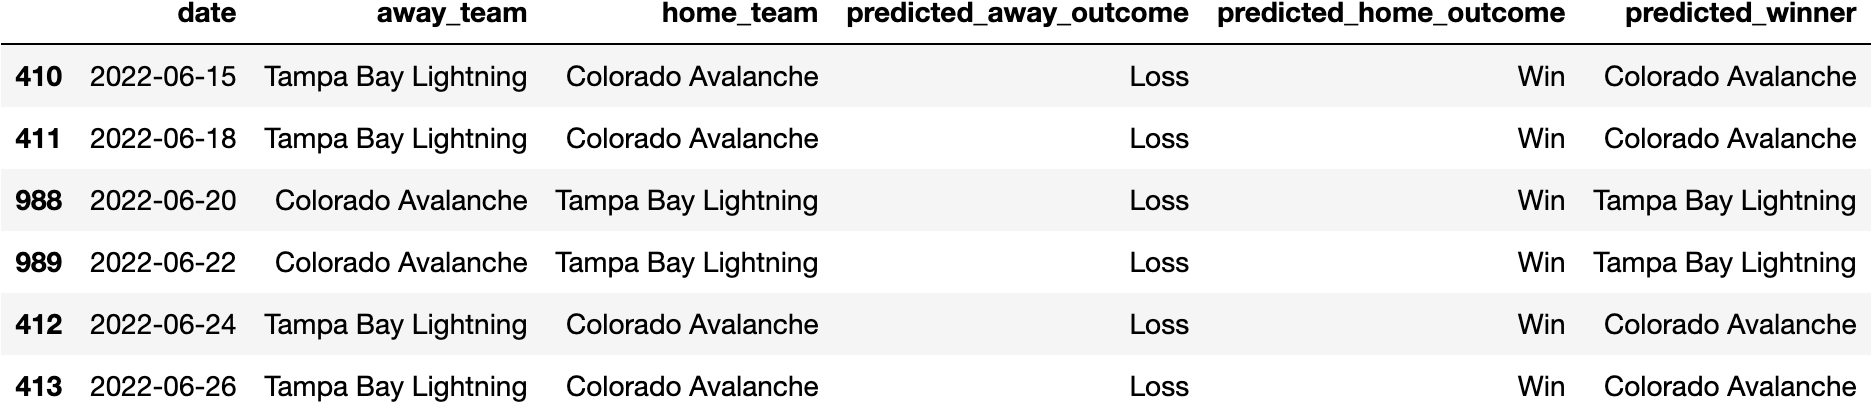 date away_team home_team predicted_away_outcome predicted_home_outcome predicted_winner
410 2022-06-15 Tampa Bay Lightning Colorado Avalanche Loss Win Colorado Avalanche
411 2022-06-18 Tampa Bay Lightning Colorado Avalanche Loss Win Colorado Avalanche
988 2022-06-20 Colorado Avalanche Tampa Bay Lightning Loss Win Tampa Bay Lightning
989 2022-06-22 Colorado Avalanche Tampa Bay Lightning Loss Win Tampa Bay Lightning
412 2022-06-24 Tampa Bay Lightning Colorado Avalanche Loss Win Colorado Avalanche
413 2022-06-26 Tampa Bay Lightning Colorado Avalanche Loss Win Colorado Avalanche